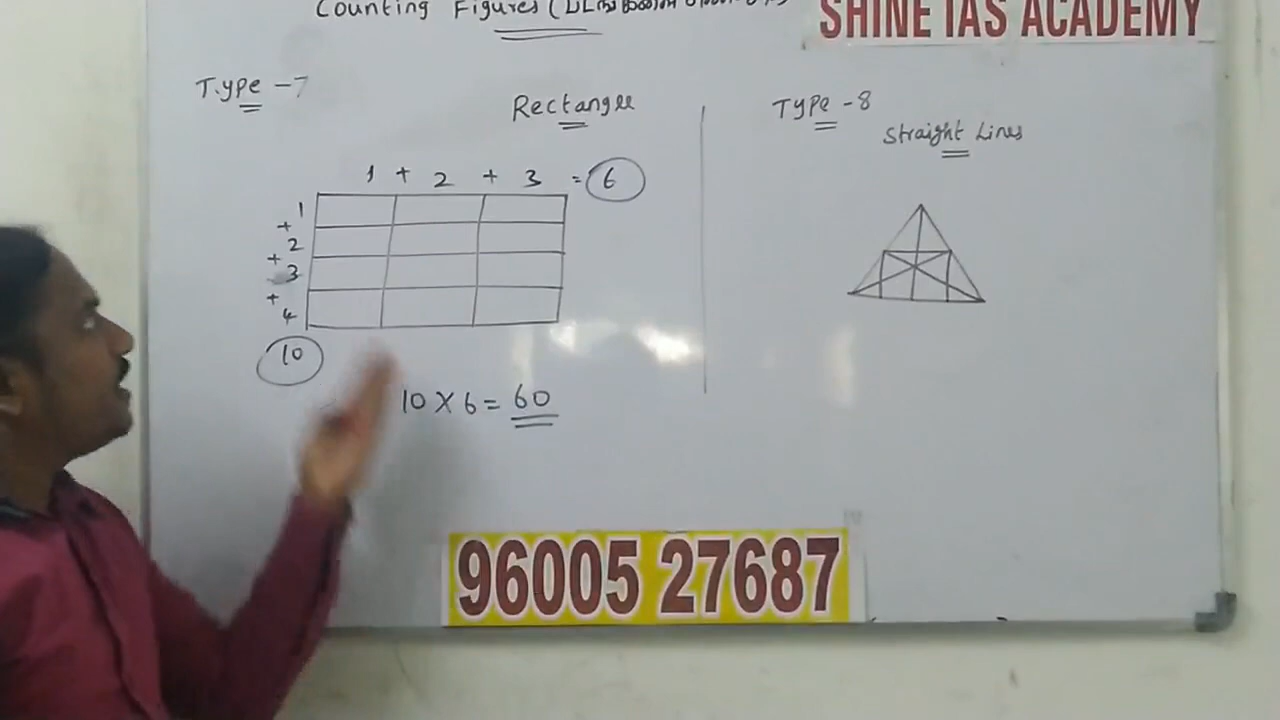 Counting Figures (
SHINE IAS ACADEMY
Type - 7
Rectangle
1 + 2 + 3 = 6
1
+
2
+
3
+
4
10
10 X 6 = 60
Type - 8
Straight Lines
96005 27687